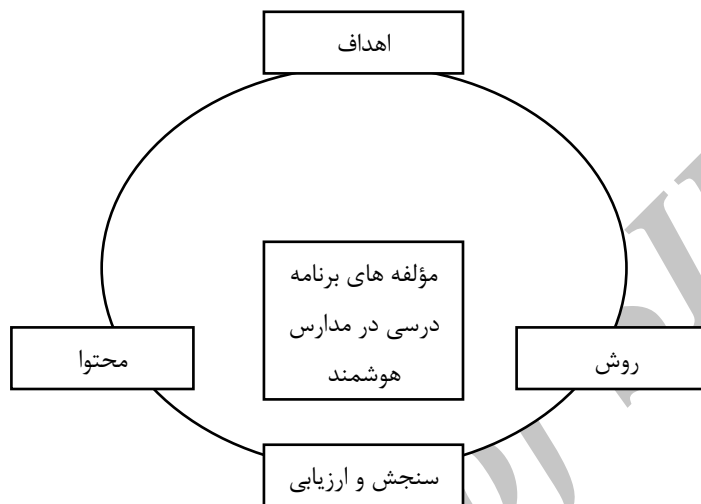 اهداف
مؤلفه های برنامه
درسی در مدارس
هوشمند
روش
محتوا
سنجش و ارزیابی